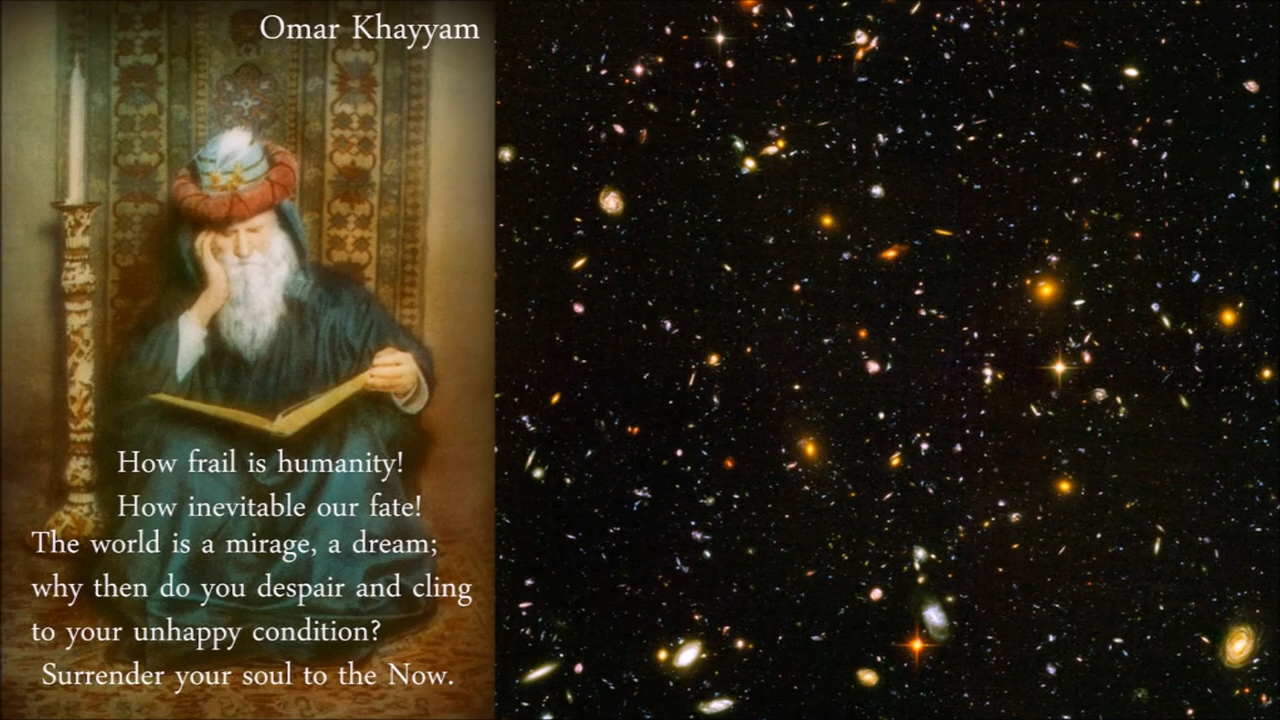 Omar Khayyam
How frail is humanity!
How inevitable our fate!
The world is a mirage, a dream;
why then do you despair and cling
to your unhappy condition?
Surrender your soul to the Now.